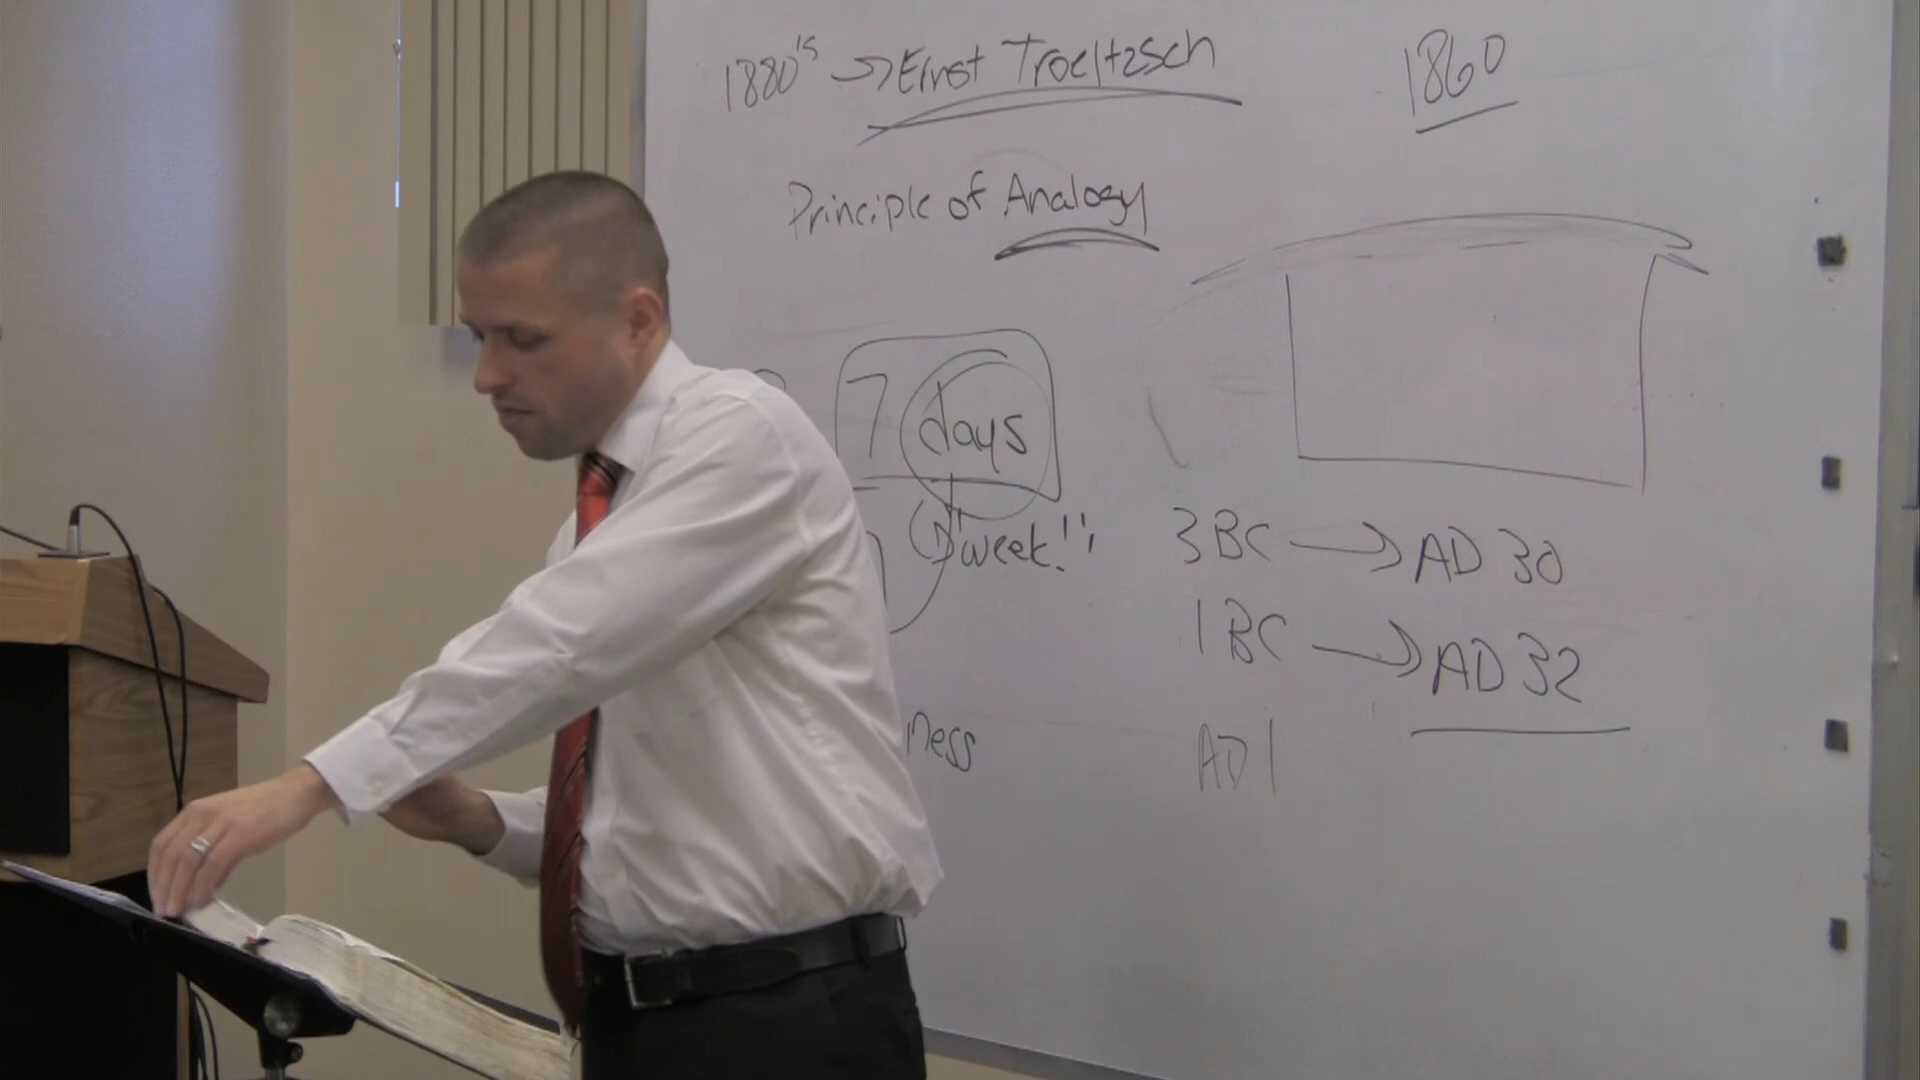 1880's → Ernst Troeltzsch
1860
Principle of Analogy
7 days
"week!"
3 BC → AD 30
1 BC → AD 32
ness
AD 1